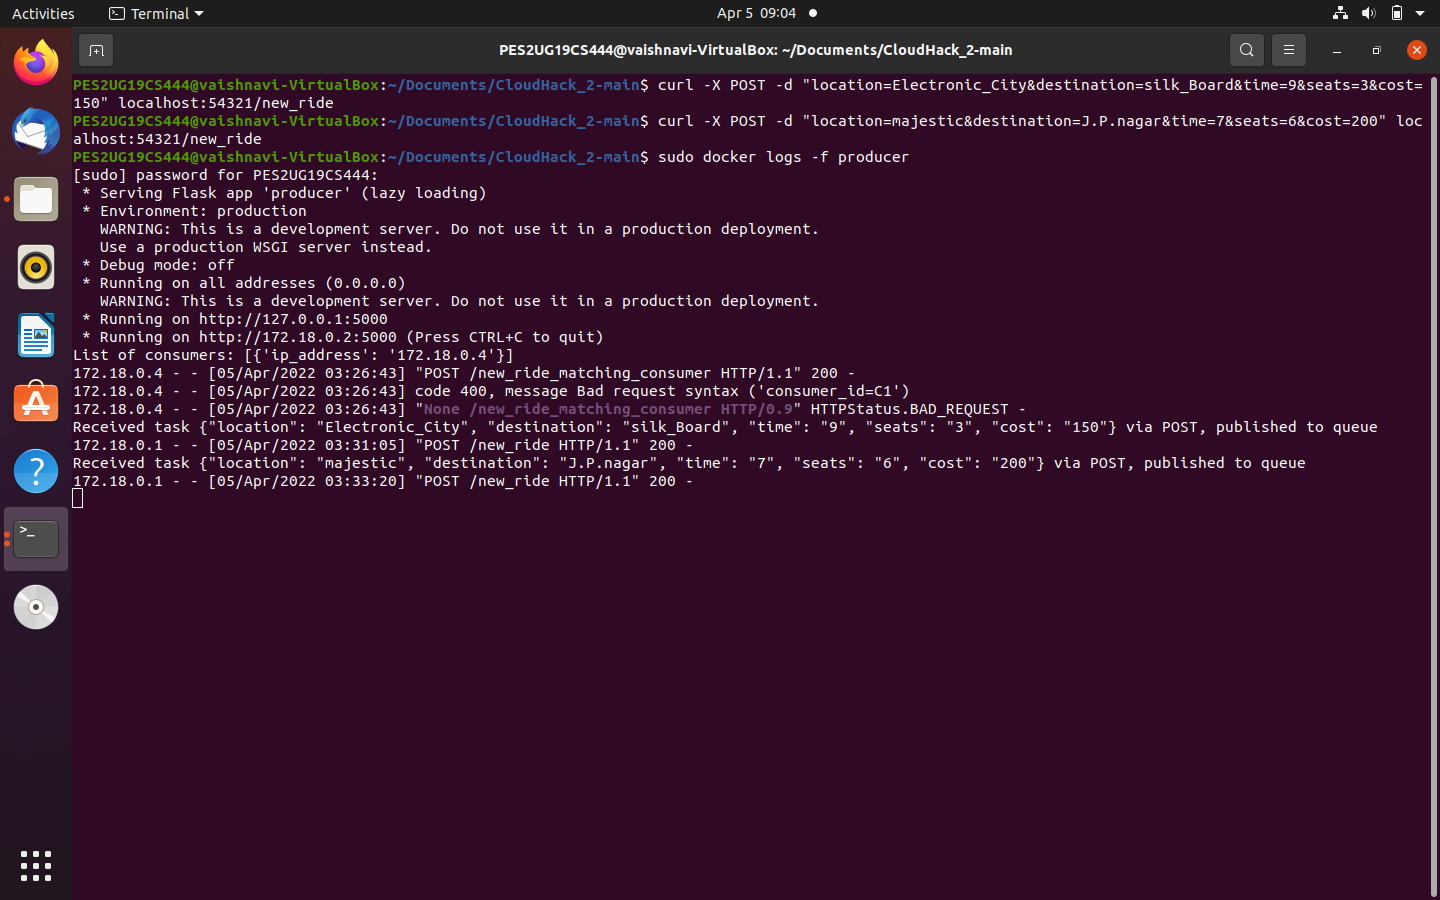 Activities
Terminal
Apr 5 09:04
PES2UG19CS444@vaishnavi-VirtualBox: ~/Documents/CloudHack_2-main
PES2UG19CS444@vaishnavi-VirtualBox:~/Documents/CloudHack_2-main$ curl -X POST -d "location=Electronic_City&destination=silk_Board&time=9&seats=3&cost=
150" localhost:54321/new_ride
PES2UG19CS444@vaishnavi-VirtualBox:~/Documents/CloudHack_2-main$ curl -X POST -d "location=majestic&destination=J.P.nagar&time=7&seats=6&cost=200" loc
alhost:54321/new_ride
PES2UG19CS444@vaishnavi-VirtualBox:~/Documents/CloudHack_2-main$ sudo docker logs -f producer
[sudo] password for PES2UG19CS444:
 * Serving Flask app 'producer' (lazy loading)
 * Environment: production
   WARNING: This is a development server. Do not use it in a production deployment.
   Use a production WSGI server instead.
 * Debug mode: off
 * Running on all addresses (0.0.0.0)
   WARNING: This is a development server. Do not use it in a production deployment.
 * Running on http://127.0.0.1:5000
 * Running on http://172.18.0.2:5000 (Press CTRL+C to quit)
List of consumers: [{'ip_address': '172.18.0.4'}]
172.18.0.4 - - [05/Apr/2022 03:26:43] "POST /new_ride_matching_consumer HTTP/1.1" 200 -
172.18.0.4 - - [05/Apr/2022 03:26:43] code 400, message Bad request syntax ('consumer_id=C1')
172.18.0.4 - - [05/Apr/2022 03:26:43] "None /new_ride_matching_consumer HTTP/0.9" HTTPStatus.BAD_REQUEST -
Received task {"location": "Electronic_City", "destination": "silk_Board", "time": "9", "seats": "3", "cost": "150"} via POST, published to queue
172.18.0.1 - - [05/Apr/2022 03:31:05] "POST /new_ride HTTP/1.1" 200 -
Received task {"location": "majestic", "destination": "J.P.nagar", "time": "7", "seats": "6", "cost": "200"} via POST, published to queue
172.18.0.1 - - [05/Apr/2022 03:33:20] "POST /new_ride HTTP/1.1" 200 -